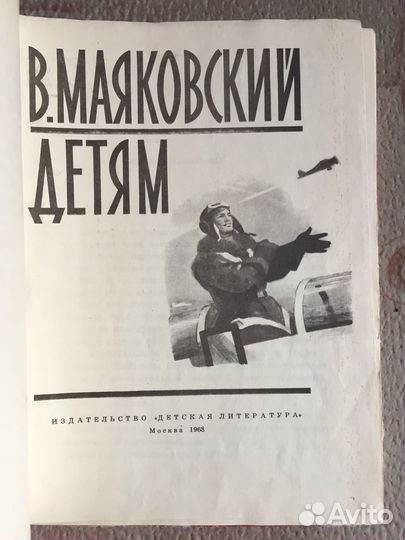 В. МАЯКОВСКИЙ
ДЕТЯМ
ИЗДАТЕЛЬСТВО «ДЕТСКАЯ ЛИТЕРАТУРА»
Москва 1968
Avito